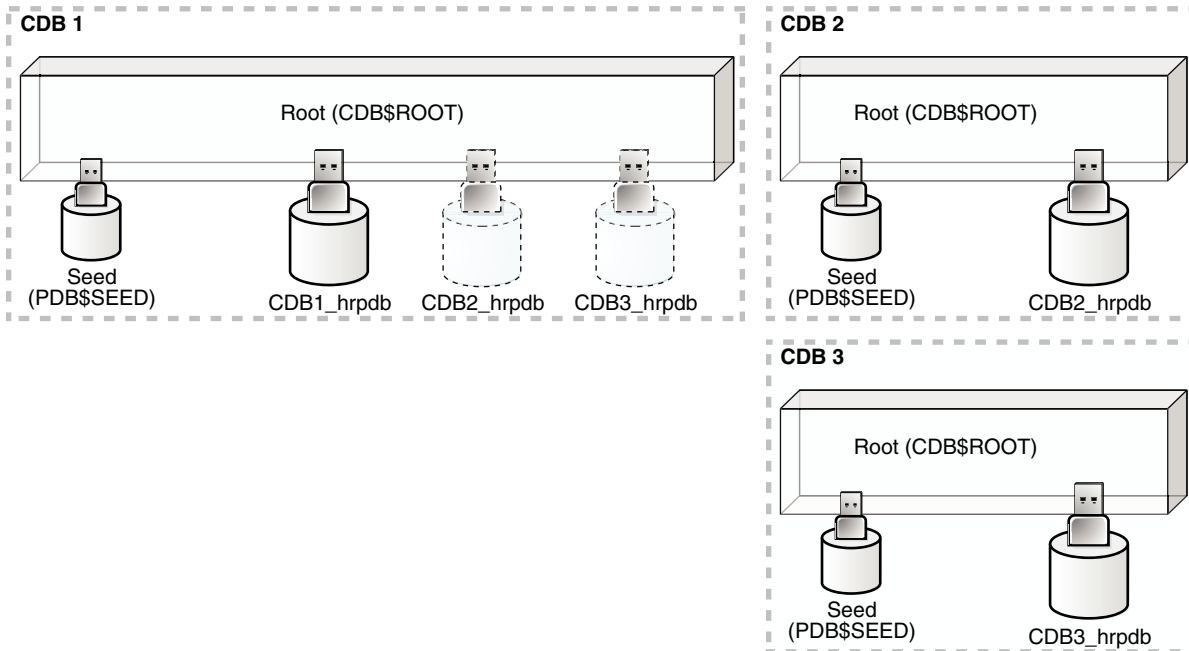 CDB 1
Root (CDB$ROOT)
Seed
(PDB$SEED)
CDB1_hrpdb
CDB2_hrpdb
CDB3_hrpdb
CDB 2
Root (CDB$ROOT)
Seed
(PDB$SEED)
CDB2_hrpdb
CDB 3
Root (CDB$ROOT)
Seed
(PDB$SEED)
CDB3_hrpdb